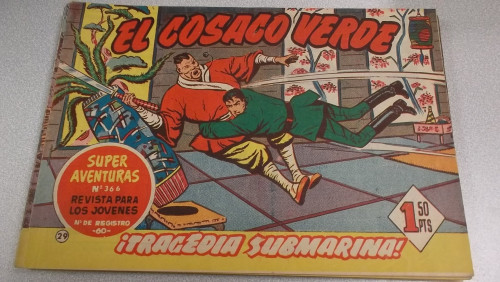 EL COSACO VERDE
SUPER
AVENTURAS
Nº 366
REVISTA PARA
LOS JOVENES
Nº DE REGISTRO
-60-
29
1 50
PTS
¡TRAGEDIA SUBMARINA!